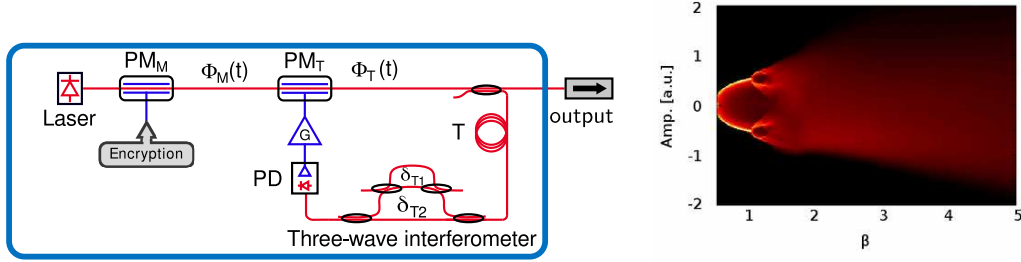 PM_M
Φ_M(t)
PM_T
Φ_T(t)
Laser
Encryption
G
PD
T
output
δ_T1
δ_T2
Three-wave interferometer
2
1
0
-1
-2
Amp. [a.u.]
1 2 3 4 5
β